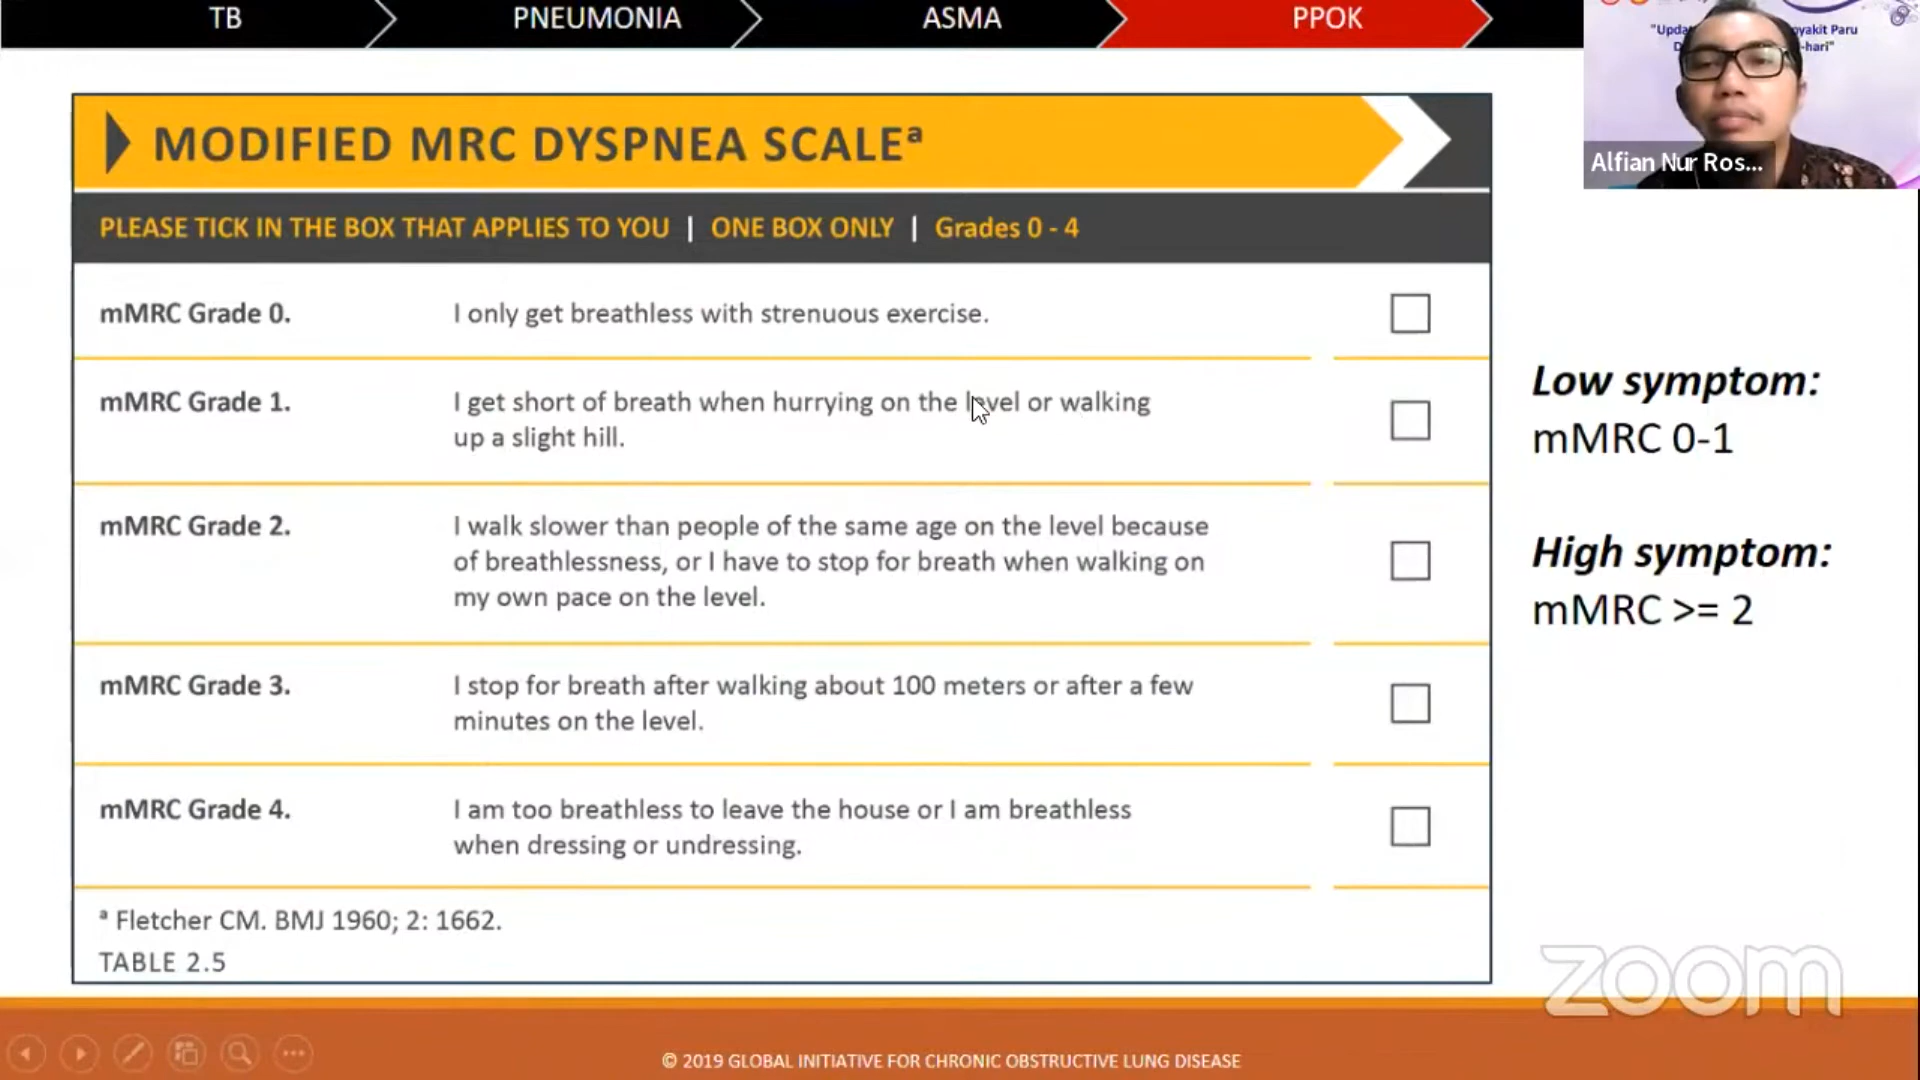 TB
PNEUMONIA
ASMA
PPOK
MODIFIED MRC DYSPNEA SCALEª
PLEASE TICK IN THE BOX THAT APPLIES TO YOU | ONE BOX ONLY | Grades 0 - 4
mMRC Grade 0. I only get breathless with strenuous exercise.
mMRC Grade 1. I get short of breath when hurrying on the level or walking
up a slight hill.
mMRC Grade 2. I walk slower than people of the same age on the level because
of breathlessness, or I have to stop for breath when walking on
my own pace on the level.
mMRC Grade 3. I stop for breath after walking about 100 meters or after a few
minutes on the level.
mMRC Grade 4. I am too breathless to leave the house or I am breathless
when dressing or undressing.
ª Fletcher CM. BMJ 1960; 2: 1662.
TABLE 2.5
Low symptom:
mMRC 0-1
High symptom:
mMRC >= 2
Paru
Alfian Nur Ros...
zoom
© 2019 GLOBAL INITIATIVE FOR CHRONIC OBSTRUCTIVE LUNG DISEASE